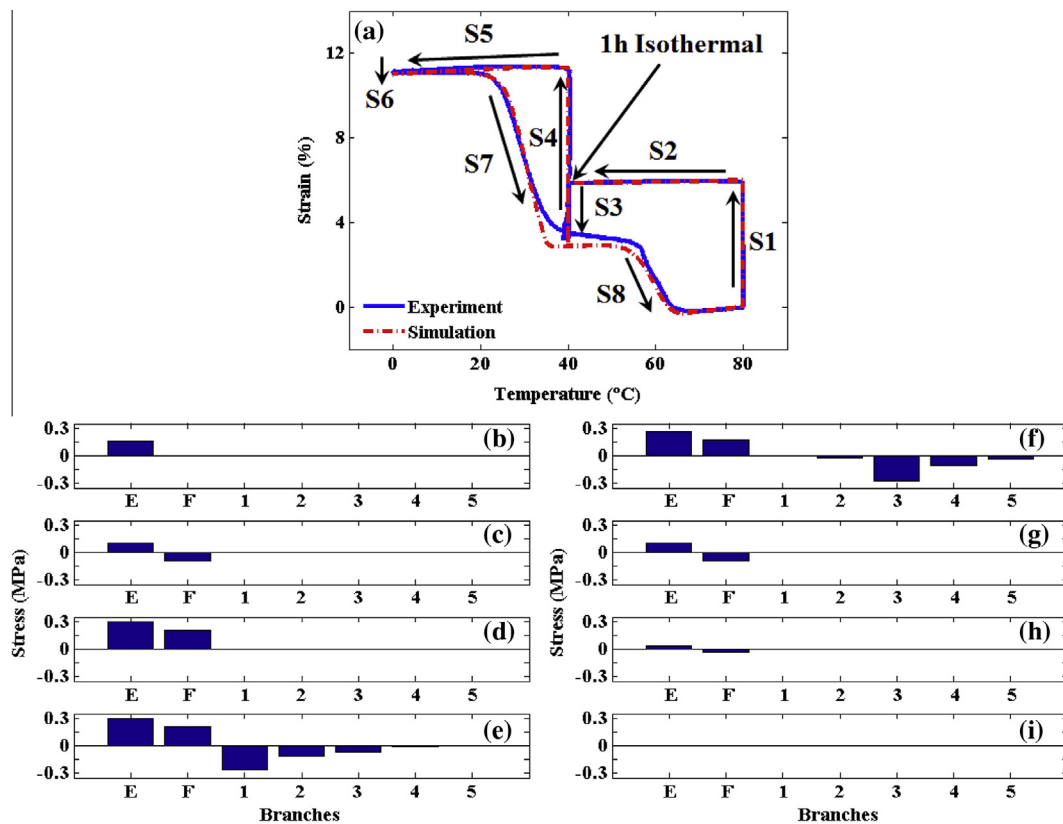 (a)
S5
1h Isothermal
12
S6
S4
8
S7
S2
Strain (%)
S3
4
S1
S8
0
Experiment
Simulation
0 20 40 60 80
Temperature (°C)
0.3
0
-0.3
(b)
E F 1 2 3 4 5
0.3
0
-0.3
(c)
E F 1 2 3 4 5
0.3
0
-0.3
(d)
E F 1 2 3 4 5
0.3
0
-0.3
(e)
E F 1 2 3 4 5
Stress (MPa)
Branches
0.3
0
-0.3
(f)
E F 1 2 3 4 5
0.3
0
-0.3
(g)
E F 1 2 3 4 5
0.3
0
-0.3
(h)
E F 1 2 3 4 5
0.3
0
-0.3
(i)
E F 1 2 3 4 5
Stress (MPa)
Branches